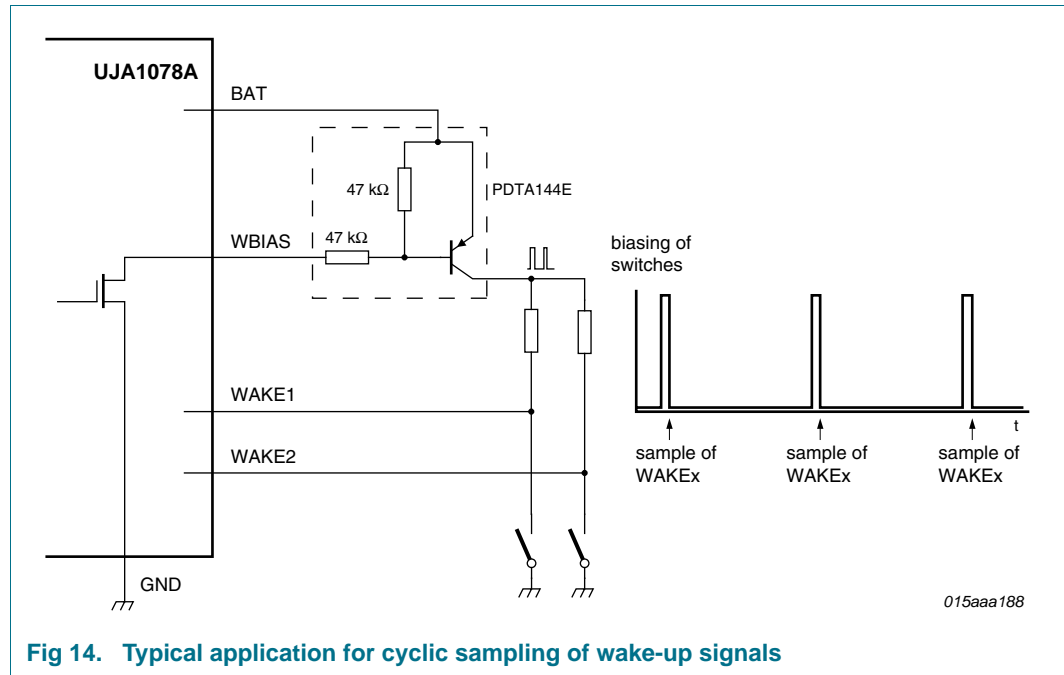 UJA1078A
BAT
47 kΩ
PDTA144E
WBIAS
47 kΩ
biasing of
switches
WAKE1
t
sample of
WAKEx
sample of
WAKEx
sample of
WAKEx
WAKE2
GND
015aaa188
Fig 14. Typical application for cyclic sampling of wake-up signals